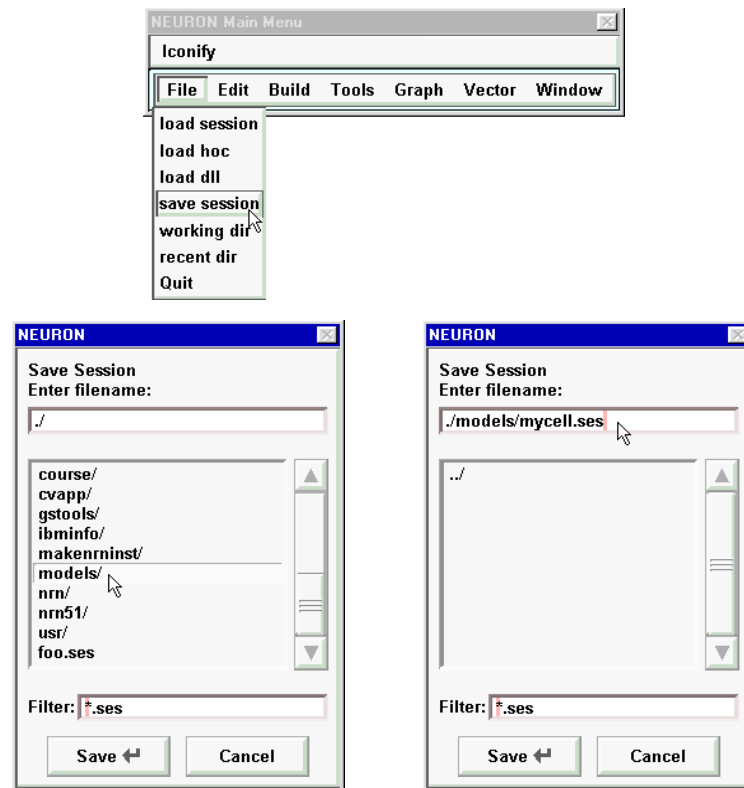 NEURON Main Menu
Iconify
File Edit Build Tools Graph Vector Window
load session
load hoc
load dll
save session
working dir
recent dir
Quit
NEURON
Save Session
Enter filename:
./
course/
cvapp/
gstools/
ibminfo/
makenrninst/
models/
nrn/
nrn51/
usr/
foo.ses
Filter: *.ses
Save Cancel
NEURON
Save Session
Enter filename:
./models/mycell.ses
../
Filter: *.ses
Save Cancel